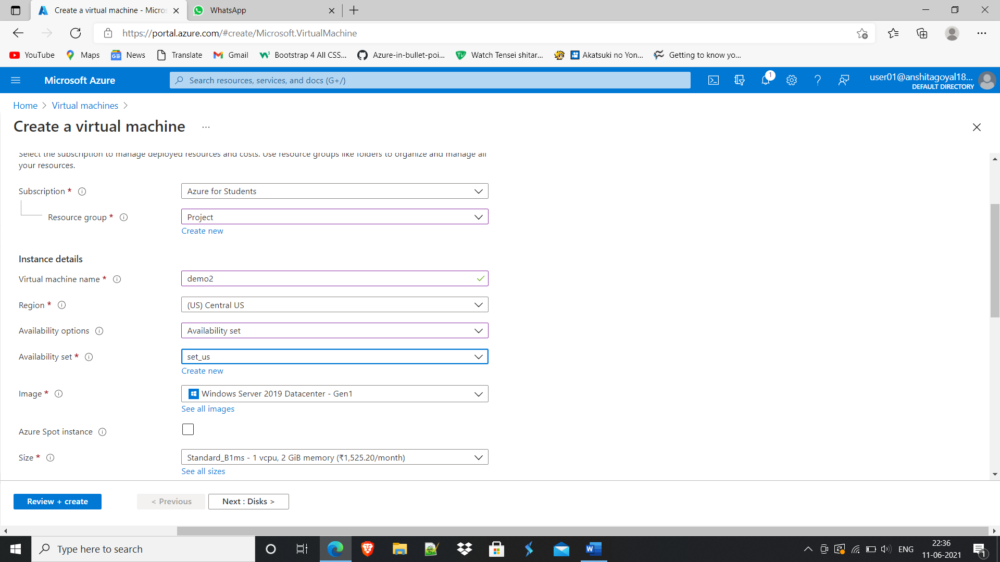 Create a virtual machine - Micros
WhatsApp
https://portal.azure.com/#create/Microsoft.VirtualMachine
YouTube
Maps
News
Translate
Gmail
Bootstrap 4 All CSS...
Azure-in-bullet-poi...
Watch Tensei shitar...
Akatsuki no Yon...
Getting to know yo...
Microsoft Azure
Search resources, services, and docs (G+/)
1
user01@anshitagoyal18...
DEFAULT DIRECTORY
Home > Virtual machines >
Create a virtual machine ...
Select the subscription to manage deployed resources and costs. Use resource groups like folders to organize and manage all
your resources.
Subscription *
Azure for Students
Resource group *
Project
Create new
Instance details
Virtual machine name *
demo2
Region *
(US) Central US
Availability options
Availability set
Availability set *
set_us
Create new
Image *
Windows Server 2019 Datacenter - Gen1
See all images
Azure Spot instance
Size *
Standard_B1ms - 1 vcpu, 2 GiB memory (₹1,525.20/month)
See all sizes
Review + create
< Previous
Next : Disks >
Type here to search
ENG
22:36
11-06-2021
1